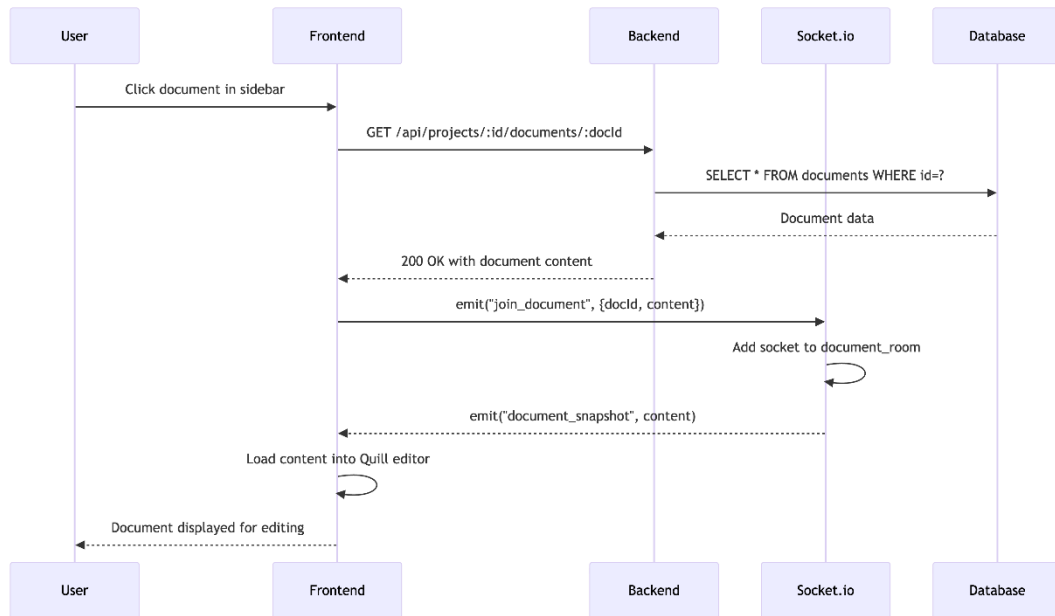 User
Frontend
Backend
Socket.io
Database
Click document in sidebar
GET /api/projects/:id/documents/:docId
SELECT * FROM documents WHERE id=?
Document data
200 OK with document content
emit("join_document", {docId, content})
Add socket to document_room
emit("document_snapshot", content)
Load content into Quill editor
Document displayed for editing
User
Frontend
Backend
Socket.io
Database